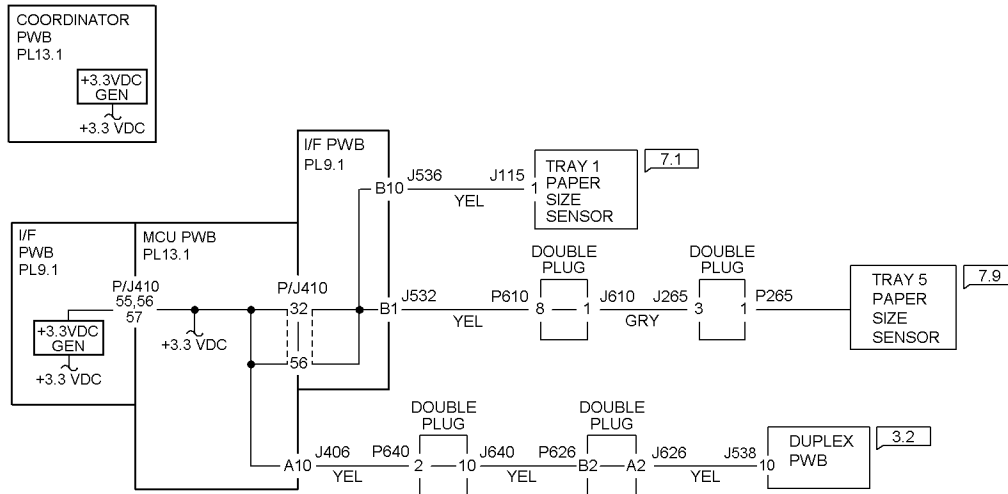 COORDINATOR
PWB
PL13.1
+3.3VDC
GEN
+3.3 VDC
I/F PWB
PL9.1
B10
J536
YEL
J115
1
TRAY 1
PAPER
SIZE
SENSOR
7.1
I/F
PWB
PL9.1
P/J410
55,56
57
+3.3VDC
GEN
+3.3 VDC
MCU PWB
PL13.1
+3.3 VDC
P/J410
32
56
B1
J532
YEL
P610
DOUBLE
PLUG
8
1
J610
GRY
J265
DOUBLE
PLUG
3
1
P265
TRAY 5
PAPER
SIZE
SENSOR
7.9
A10
J406
YEL
P640
DOUBLE
PLUG
2
10
J640
YEL
P626
DOUBLE
PLUG
B2
A2
J626
YEL
J538
10
DUPLEX
PWB
3.2